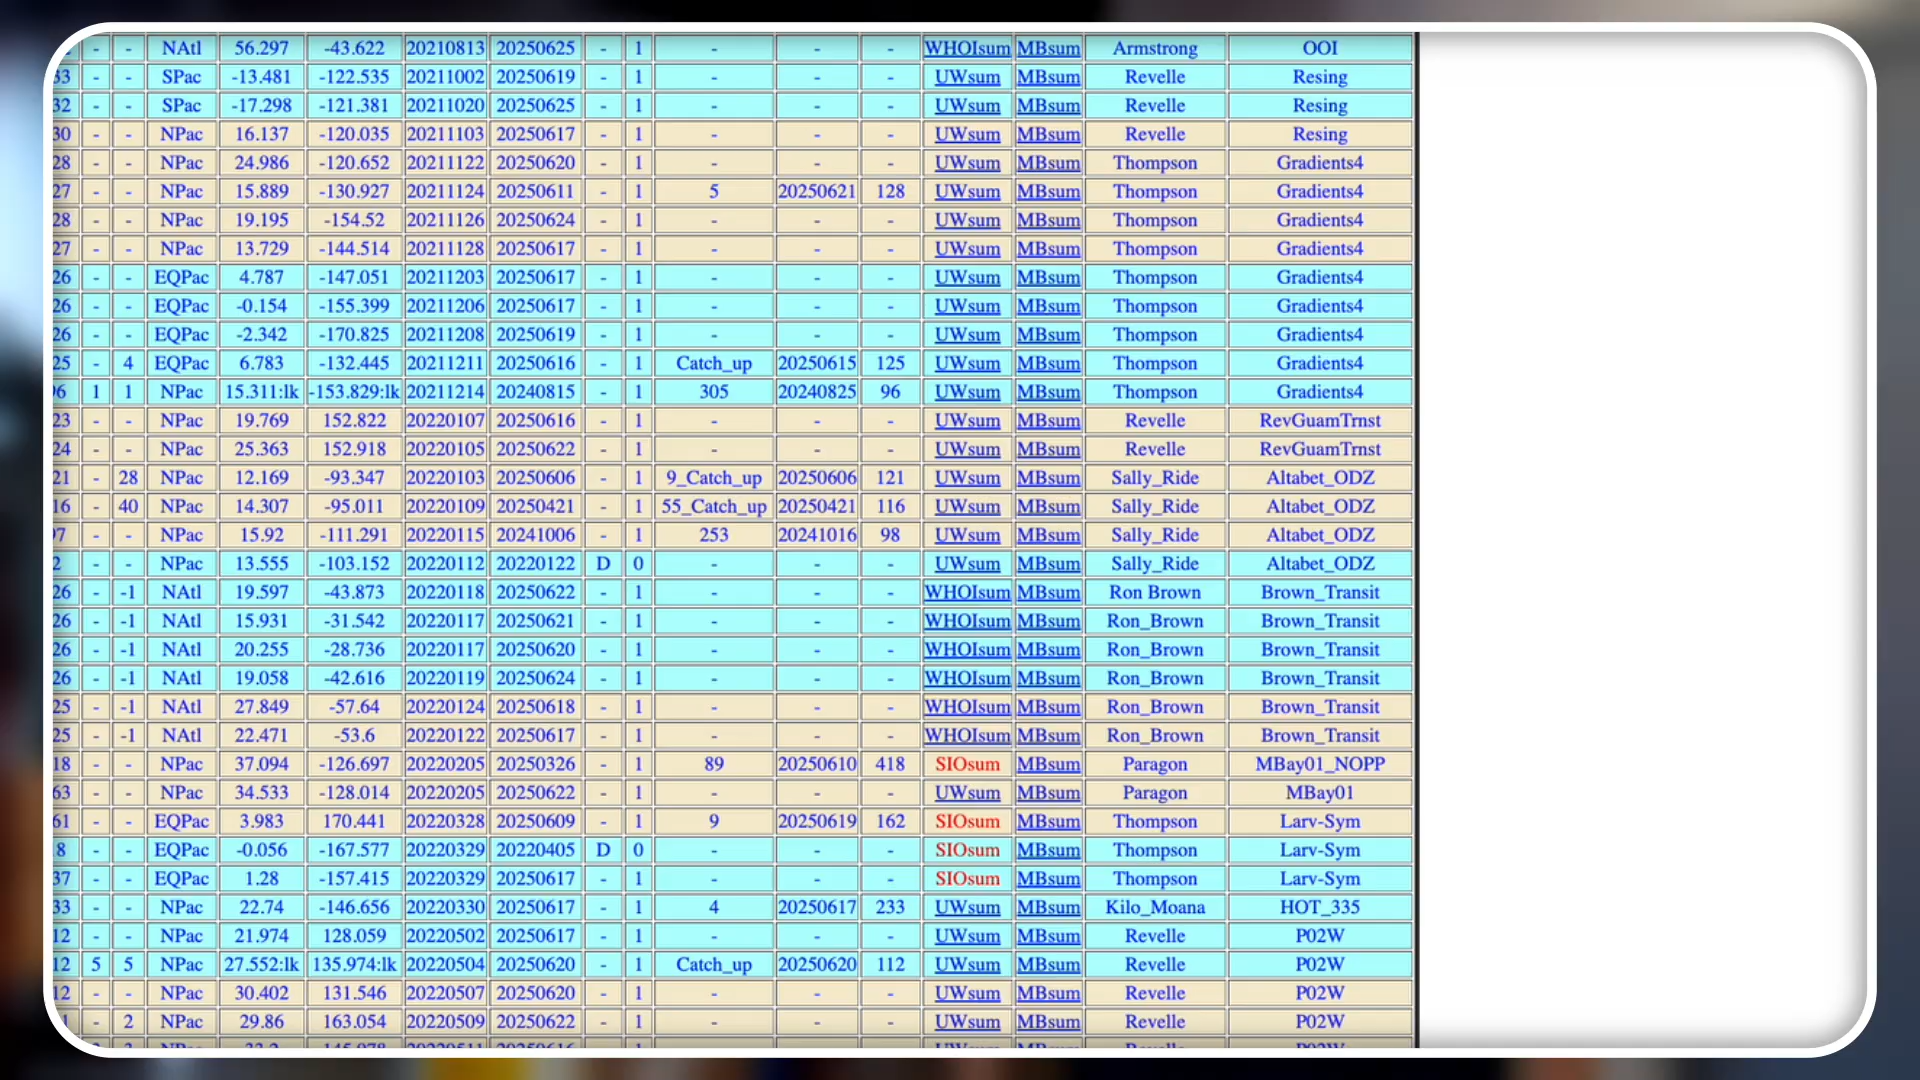 - - NAtl 56.297 -43.622 20210813 20250625 - 1 - - - WHOIsum MBsum Armstrong OOI
33 - - SPac -13.481 -122.535 20211002 20250619 - 1 - - - UWsum MBsum Revelle Resing
32 - - SPac -17.298 -121.381 20211020 20250625 - 1 - - - UWsum MBsum Revelle Resing
30 - - NPac 16.137 -120.035 20211103 20250617 - 1 - - - UWsum MBsum Revelle Resing
28 - - NPac 24.986 -120.652 20211122 20250620 - 1 - - - UWsum MBsum Thompson Gradients4
27 - - NPac 15.889 -130.927 20211124 20250611 - 1 5 20250621 128 UWsum MBsum Thompson Gradients4
28 - - NPac 19.195 -154.52 20211126 20250624 - 1 - - - UWsum MBsum Thompson Gradients4
27 - - NPac 13.729 -144.514 20211128 20250617 - 1 - - - UWsum MBsum Thompson Gradients4
26 - - EQPac 4.787 -147.051 20211203 20250617 - 1 - - - UWsum MBsum Thompson Gradients4
26 - - EQPac -0.154 -155.399 20211206 20250617 - 1 - - - UWsum MBsum Thompson Gradients4
26 - - EQPac -2.342 -170.825 20211208 20250619 - 1 - - - UWsum MBsum Thompson Gradients4
25 - 4 EQPac 6.783 -132.445 20211211 20250616 - 1 Catch_up 20250615 125 UWsum MBsum Thompson Gradients4
96 1 1 NPac 15.311:lk -153.829:lk 20211214 20240815 - 1 305 20240825 96 UWsum MBsum Thompson Gradients4
23 - - NPac 19.769 152.822 20220107 20250616 - 1 - - - UWsum MBsum Revelle RevGuamTrnst
24 - - NPac 25.363 152.918 20220105 20250622 - 1 - - - UWsum MBsum Revelle RevGuamTrnst
21 - 28 NPac 12.169 -93.347 20220103 20250606 - 1 9_Catch_up 20250606 121 UWsum MBsum Sally_Ride Altabet_ODZ
16 - 40 NPac 14.307 -95.011 20220109 20250421 - 1 55_Catch_up 20250421 116 UWsum MBsum Sally_Ride Altabet_ODZ
97 - - NPac 15.92 -111.291 20220115 20241006 - 1 253 20241016 98 UWsum MBsum Sally_Ride Altabet_ODZ
2 - - NPac 13.555 -103.152 20220112 20220122 D 0 - - - UWsum MBsum Sally_Ride Altabet_ODZ
26 - -1 NAtl 19.597 -43.873 20220118 20250622 - 1 - - - WHOIsum MBsum Ron Brown Brown_Transit
26 - -1 NAtl 15.931 -31.542 20220117 20250621 - 1 - - - WHOIsum MBsum Ron_Brown Brown_Transit
26 - -1 NAtl 20.255 -28.736 20220117 20250620 - 1 - - - WHOIsum MBsum Ron_Brown Brown_Transit
26 - -1 NAtl 19.058 -42.616 20220119 20250624 - 1 - - - WHOIsum MBsum Ron_Brown Brown_Transit
25 - -1 NAtl 27.849 -57.64 20220124 20250618 - 1 - - - WHOIsum MBsum Ron_Brown Brown_Transit
25 - -1 NAtl 22.471 -53.6 20220122 20250617 - 1 - - - WHOIsum MBsum Ron_Brown Brown_Transit
18 - - NPac 37.094 -126.697 20220205 20250326 - 1 89 20250610 418 SIOsum MBsum Paragon MBay01_NOPP
63 - - NPac 34.533 -128.014 20220205 20250622 - 1 - - - UWsum MBsum Paragon MBay01
61 - - EQPac 3.983 170.441 20220328 20250609 - 1 9 20250619 162 SIOsum MBsum Thompson Larv-Sym
8 - - EQPac -0.056 -167.577 20220329 20220405 D 0 - - - SIOsum MBsum Thompson Larv-Sym
37 - - EQPac 1.28 -157.415 20220329 20250617 - 1 - - - SIOsum MBsum Thompson Larv-Sym
33 - - NPac 22.74 -146.656 20220330 20250617 - 1 4 20250617 233 UWsum MBsum Kilo_Moana HOT_335
12 - - NPac 21.974 128.059 20220502 20250617 - 1 - - - UWsum MBsum Revelle P02W
12 5 5 NPac 27.552:lk 135.974:lk 20220504 20250620 - 1 Catch_up 20250620 112 UWsum MBsum Revelle P02W
12 - - NPac 30.402 131.546 20220507 20250620 - 1 - - - UWsum MBsum Revelle P02W
- 2 NPac 29.86 163.054 20220509 20250622 - 1 - - - UWsum MBsum Revelle P02W